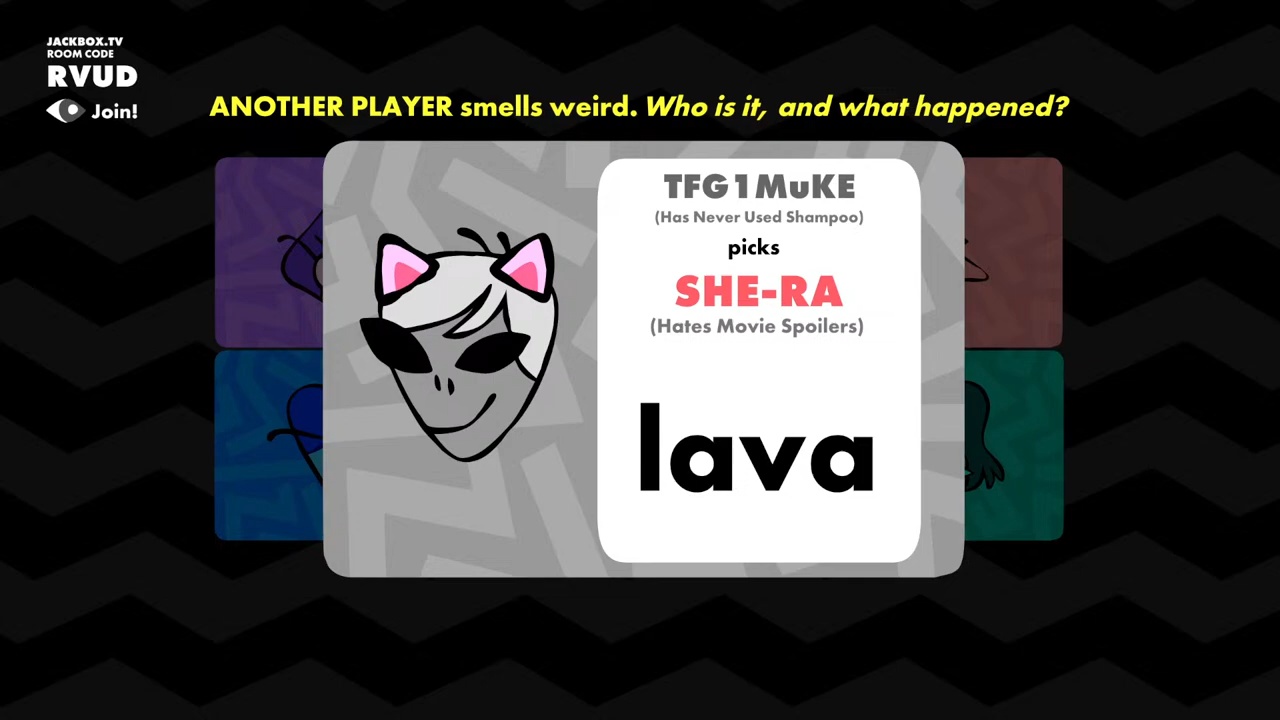 JACKBOX.TV
ROOM CODE
RVUD
Join!
ANOTHER PLAYER smells weird. Who is it, and what happened?
TFG1MuKE
(Has Never Used Shampoo)
picks
SHE-RA
(Hates Movie Spoilers)
lava